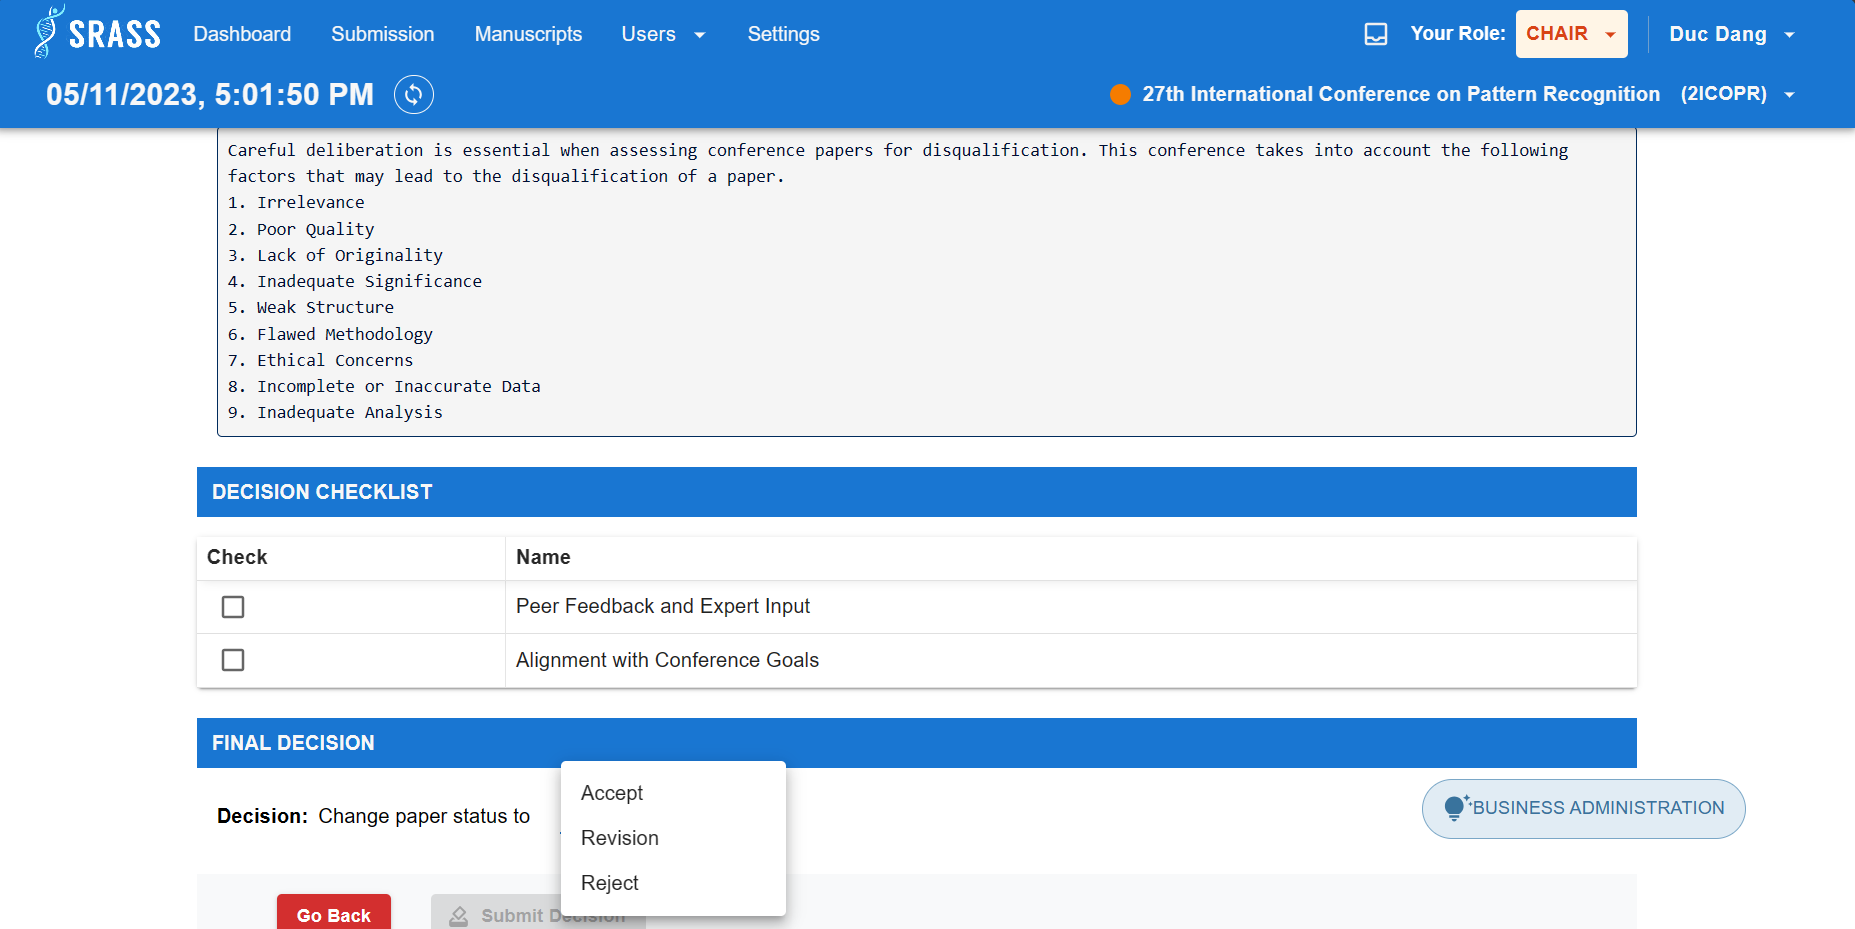 SRASS
Dashboard
Submission
Manuscripts
Users
Settings
Your Role:
CHAIR
Duc Dang
05/11/2023, 5:01:50 PM
27th International Conference on Pattern Recognition (2ICOPR)
Careful deliberation is essential when assessing conference papers for disqualification. This conference takes into account the following
factors that may lead to the disqualification of a paper.
1. Irrelevance
2. Poor Quality
3. Lack of Originality
4. Inadequate Significance
5. Weak Structure
6. Flawed Methodology
7. Ethical Concerns
8. Incomplete or Inaccurate Data
9. Inadequate Analysis
DECISION CHECKLIST
Check
Name
Peer Feedback and Expert Input
Alignment with Conference Goals
FINAL DECISION
Decision: Change paper status to
Accept
Revision
Reject
BUSINESS ADMINISTRATION
Go Back
Submit Decision